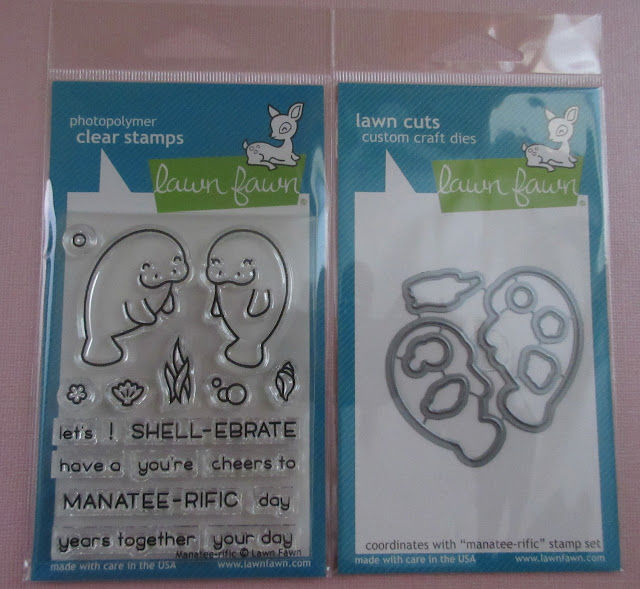 photopolymer
clear stamps
lawn fawn
let's ! SHELL-EBRATE
have a you're cheers to
MANATEE-RIFIC day
years together your day
Manatee-rific © Lawn Fawn
made with care in the USA www.lawnfawn.com
lawn cuts
custom craft dies
lawn fawn
coordinates with "manatee-rific" stamp set
made with care in the USA www.lawnfawn.com